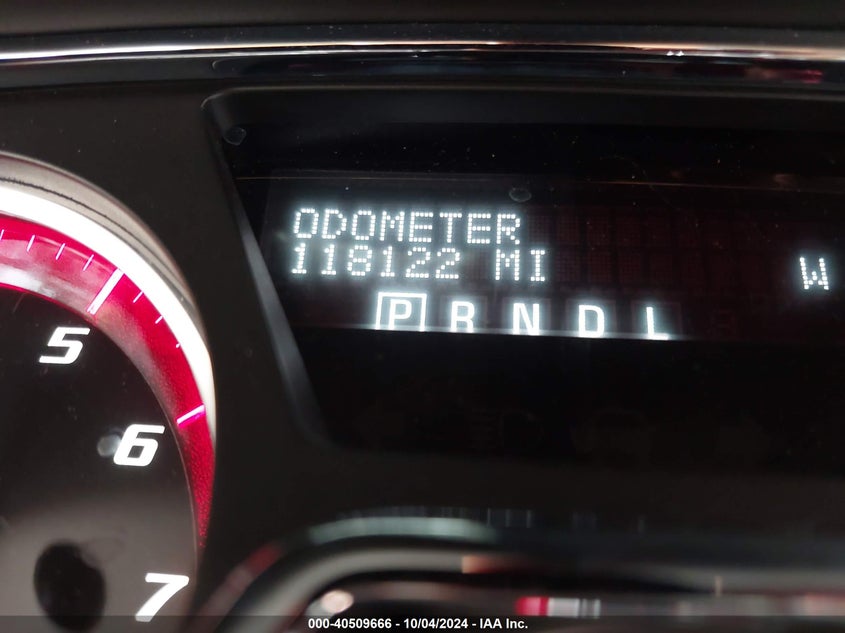 ODOMETER
118122 MI
W
P R N D L
5
6
7
000-40509666 - 10/04/2024 - IAA Inc.